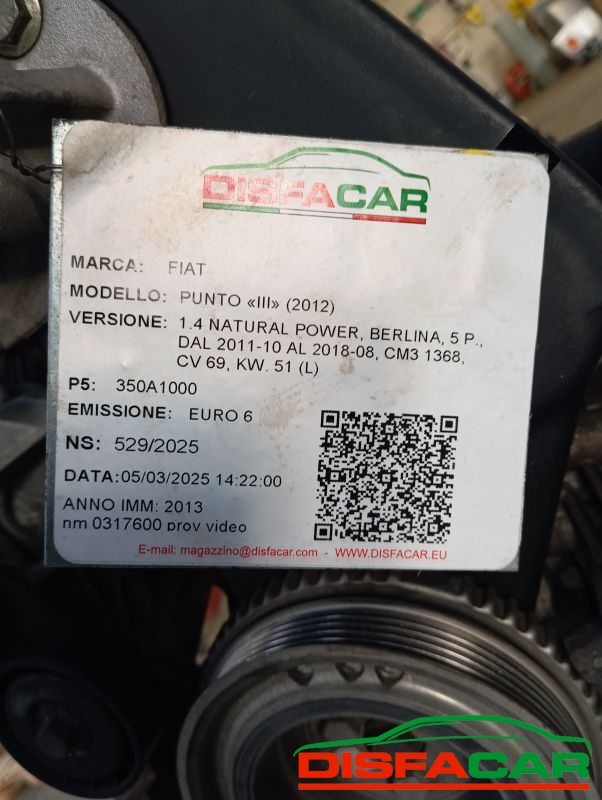 DISFACAR
MARCA: FIAT
MODELLO: PUNTO «III» (2012)
VERSIONE: 1.4 NATURAL POWER, BERLINA, 5 P.,
DAL 2011-10 AL 2018-08, CM3 1368,
CV 69, KW. 51 (L)
P5: 350A1000
EMISSIONE: EURO 6
NS: 529/2025
DATA:05/03/2025 14:22:00
ANNO IMM: 2013
nm 0317600 prov video
E-mail: magazzino@disfacar.com - WWW.DISFACAR.EU
DISFACAR